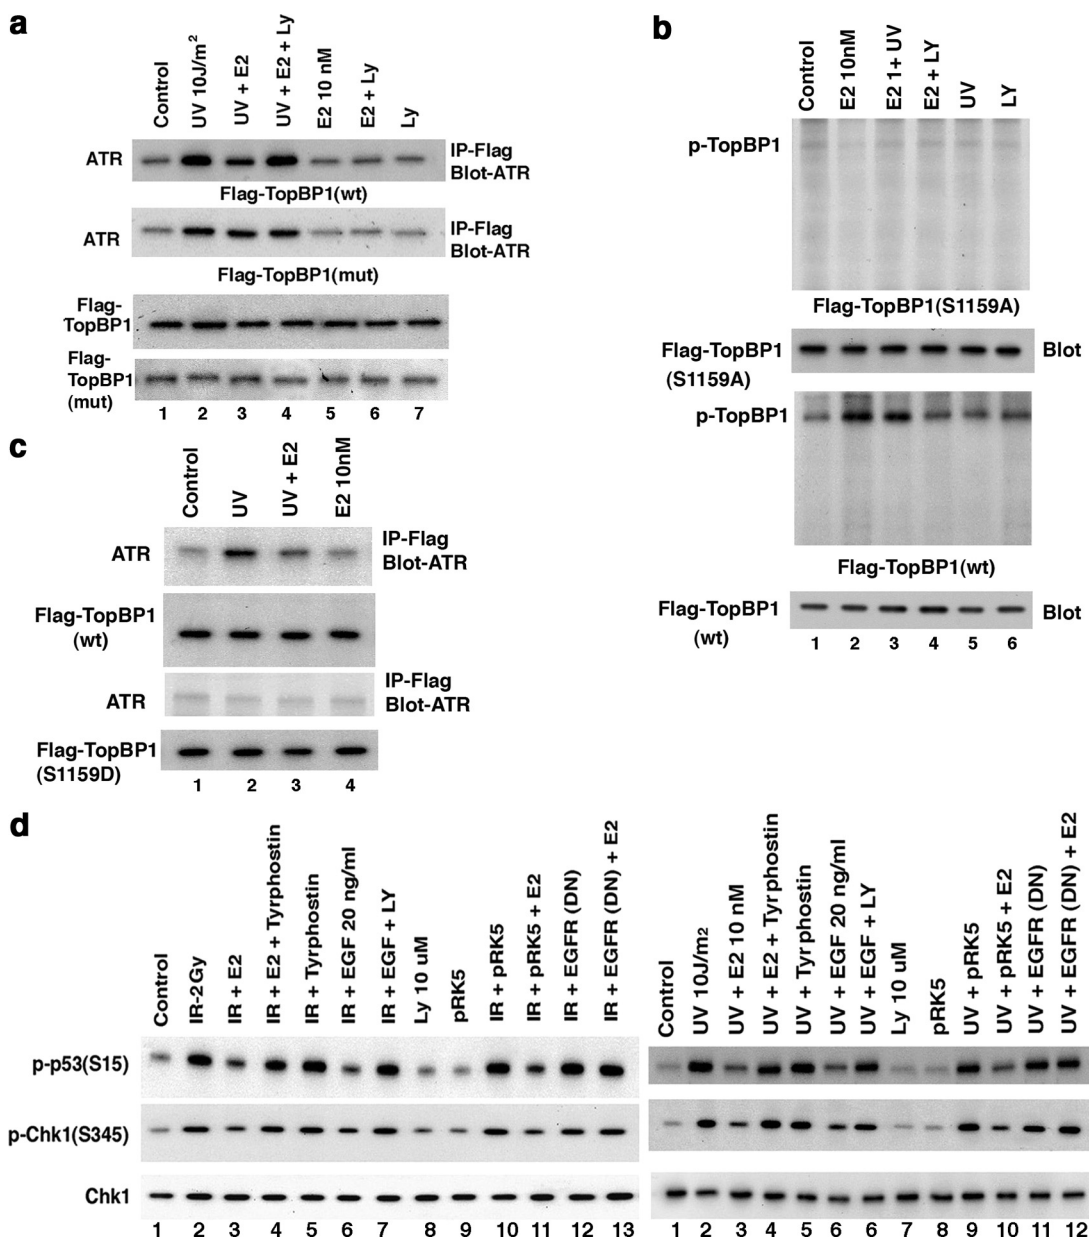 a
Control
UV 10J/m2
UV + E2
UV + E2 + Ly
E2 10 nM
E2 + Ly
Ly
ATR
IP-Flag
Blot-ATR
Flag-TopBP1(wt)
ATR
IP-Flag
Blot-ATR
Flag-TopBP1(mut)
Flag-
TopBP1
Flag-
TopBP1
(mut)
1 2 3 4 5 6 7
b
Control
E2 10nM
E2 1+ UV
E2 + LY
UV
LY
p-TopBP1
Flag-TopBP1(S1159A)
Flag-TopBP1
(S1159A)
Blot
p-TopBP1
Flag-TopBP1(wt)
Flag-TopBP1
(wt)
Blot
1 2 3 4 5 6
c
Control
UV
UV + E2
E2 10nM
ATR
IP-Flag
Blot-ATR
Flag-TopBP1
(wt)
ATR
IP-Flag
Blot-ATR
Flag-TopBP1
(S1159D)
1 2 3 4
d
Control
IR-2Gy
IR + E2
IR + E2 + Tyrphostin
IR + Tyrphostin
IR + EGF 20 ng/ml
IR + EGF + LY
Ly 10 uM
pRK5
IR + pRK5
IR + pRK5 + E2
IR + EGFR (DN)
IR + EGFR (DN) + E2
Control
UV 10J/m2
UV + E2 10 nM
UV + E2 + Tyrphostin
UV + Tyrphostin
UV + EGF 20 ng/ml
UV + EGF + LY
Ly 10 uM
pRK5
UV + pRK5
UV + pRK5 + E2
UV + EGFR (DN)
UV + EGFR (DN) + E2
p-p53(S15)
p-Chk1(S345)
Chk1
1 2 3 4 5 6 7 8 9 10 11 12 13
1 2 3 4 5 6 6 7 8 9 10 11 12